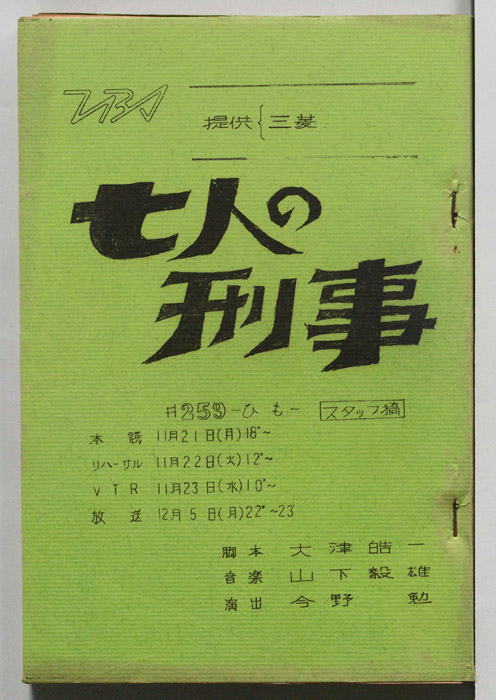 TBS
提供{三菱
七人の
刑事
#259-ひも- スタッフ稿
本読 11月21日(月)18°~
リハーサル 11月22日(火)12°~
VTR 11月23日(水)10°~
放送 12月5日(月)22°~23°
脚本 大津皓一
音楽 山下毅雄
演出 今野勉